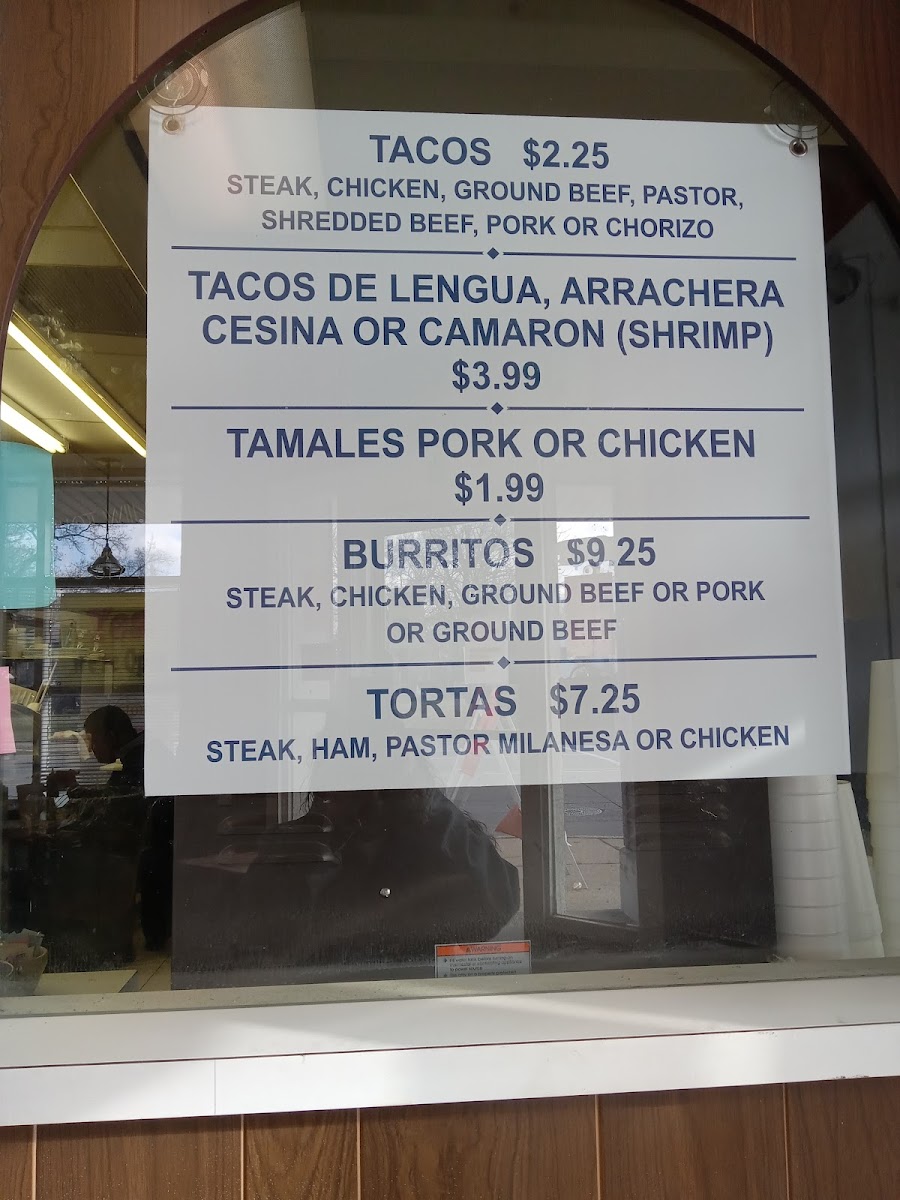 TACOS $2.25
STEAK, CHICKEN, GROUND BEEF, PASTOR,
SHREDDED BEEF, PORK OR CHORIZO
TACOS DE LENGUA, ARRACHERA
CESINA OR CAMARON (SHRIMP)
$3.99
TAMALES PORK OR CHICKEN
$1.99
BURRITOS $9.25
STEAK, CHICKEN, GROUND BEEF OR PORK
OR GROUND BEEF
TORTAS $7.25
STEAK, HAM, PASTOR MILANESA OR CHICKEN
WARNING